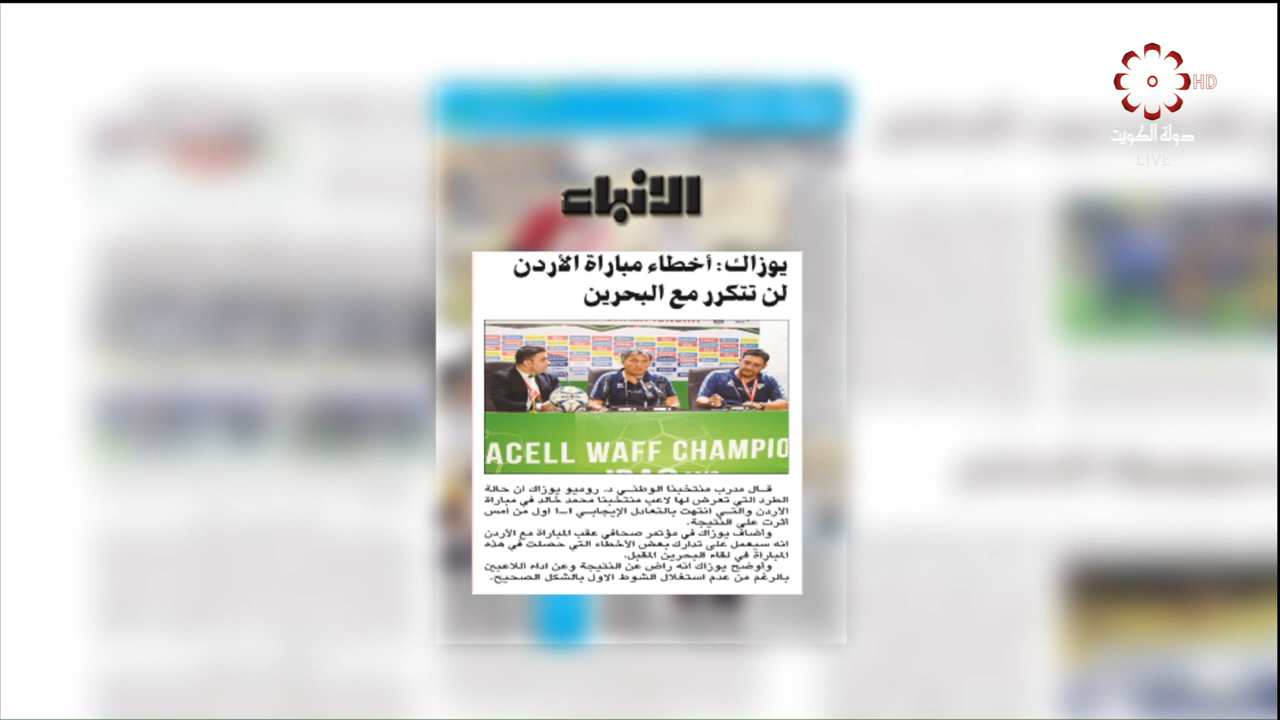 HD
دولة الكويت
LIVE
الانباء
يوزاك: أخطاء مباراة الأردن
لن تتكرر مع البحرين
ACELL WAFF CHAMPIO
قال مدرب منتخبنا الوطني د. روميو يوزاك ان حالة
الطرد التي تعرض لها لاعب منتخبنا محمد خالد في مباراة
الأردن والتي انتهت بالتعادل الإيجابي 1-1 اول من أمس
اثرت على النتيجة.
وأضاف يوزاك في مؤتمر صحافي عقب المباراة مع الأردن
انه سيعمل على تدارك بعض الأخطاء التي حصلت في هذه
المباراة في لقاء البحرين المقبل.
وأوضح يوزاك انه راض عن النتيجة وعن اداء اللاعبين
بالرغم من عدم استغلال الشوط الاول بالشكل الصحيح.